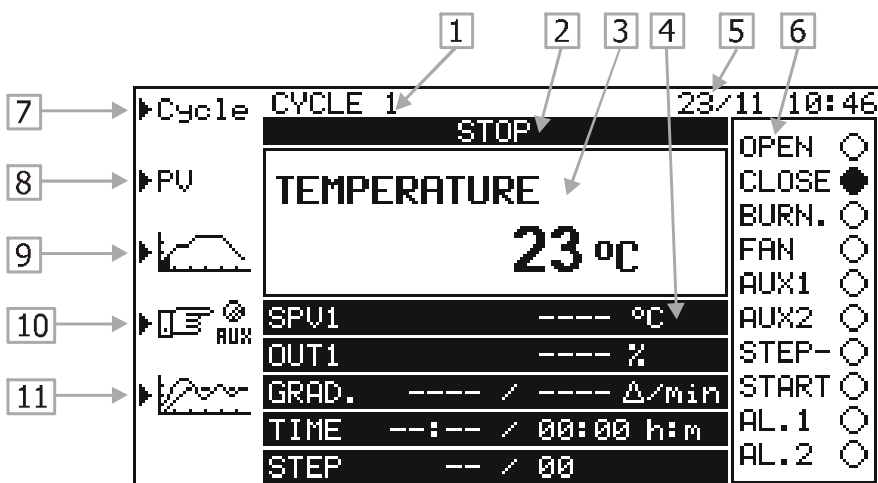 1 2 3 4 5 6
7 8 9 10 11
Cycle
PV
AUX
CYCLE 1 23/11 10:46
STOP
TEMPERATURE
23 ºC
SPV1 ---- ºC
OUT1 ---- %
GRAD. ---- / ---- Δ/min
TIME --:-- / 00:00 h:m
STEP -- / 00
OPEN
CLOSE
BURN.
FAN
AUX1
AUX2
STEP-
START
AL.1
AL.2